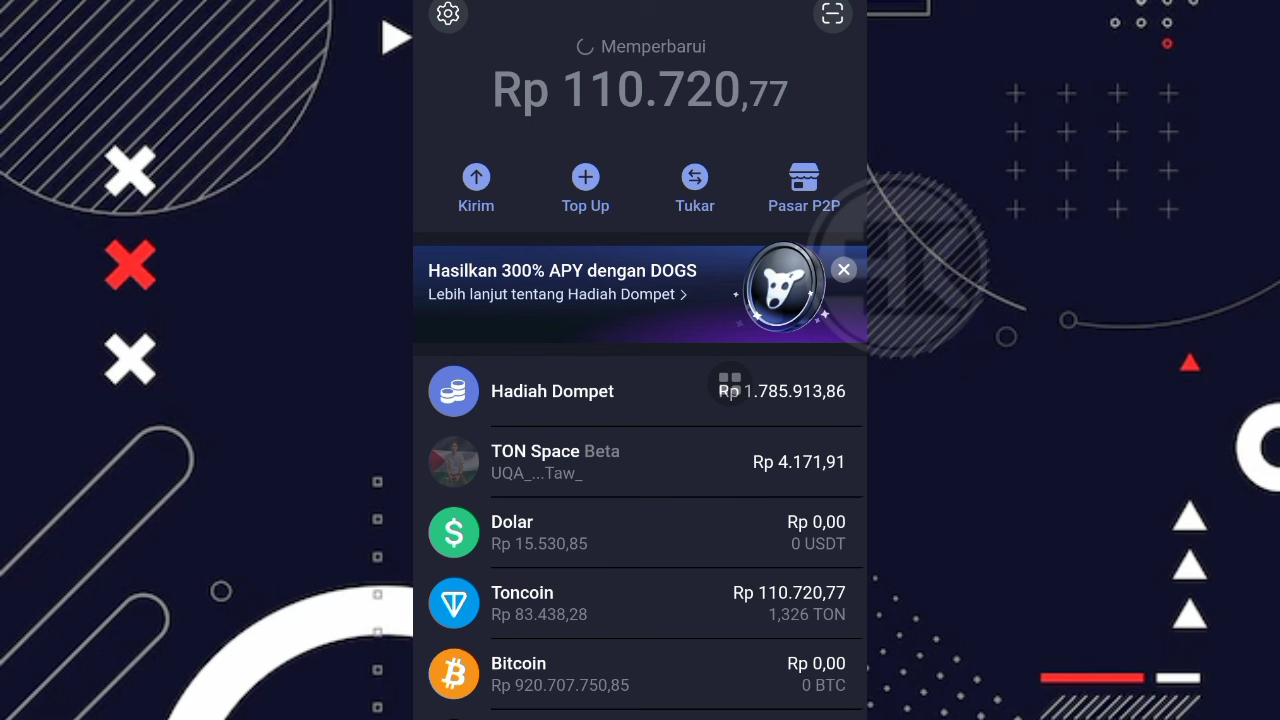 Memperbarui
Rp 110.720,77
Kirim
Top Up
Tukar
Pasar P2P
Hasilkan 300% APY dengan DOGS
Lebih lanjut tentang Hadiah Dompet >
Hadiah Dompet
Rp 1.785.913,86
TON Space Beta
UQA_...Taw_
Rp 4.171,91
Dolar
Rp 15.530,85
Rp 0,00
0 USDT
Toncoin
Rp 83.438,28
Rp 110.720,77
1,326 TON
Bitcoin
Rp 920.707.750,85
Rp 0,00
0 BTC